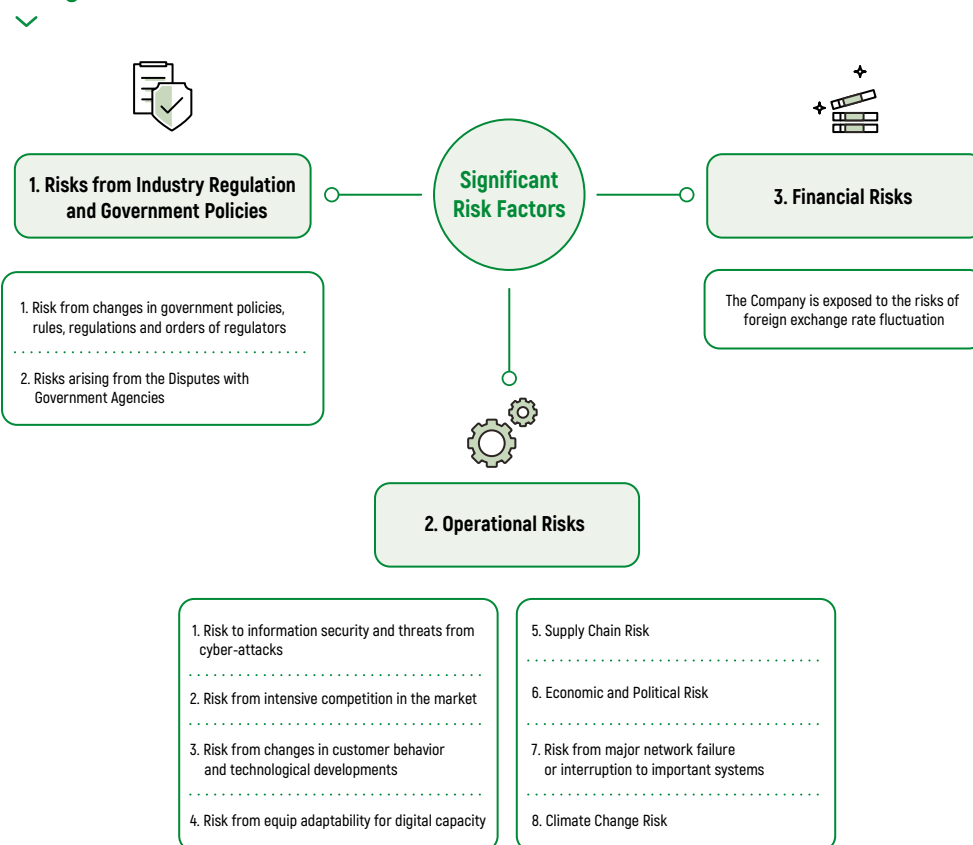 Significant
Risk Factors
1. Risks from Industry Regulation
and Government Policies
1. Risk from changes in government policies,
rules, regulations and orders of regulators
2. Risks arising from the Disputes with
Government Agencies
3. Financial Risks
The Company is exposed to the risks of
foreign exchange rate fluctuation
2. Operational Risks
1. Risk to information security and threats from
cyber-attacks
2. Risk from intensive competition in the market
3. Risk from changes in customer behavior
and technological developments
4. Risk from equip adaptability for digital capacity
5. Supply Chain Risk
6. Economic and Political Risk
7. Risk from major network failure
or interruption to important systems
8. Climate Change Risk